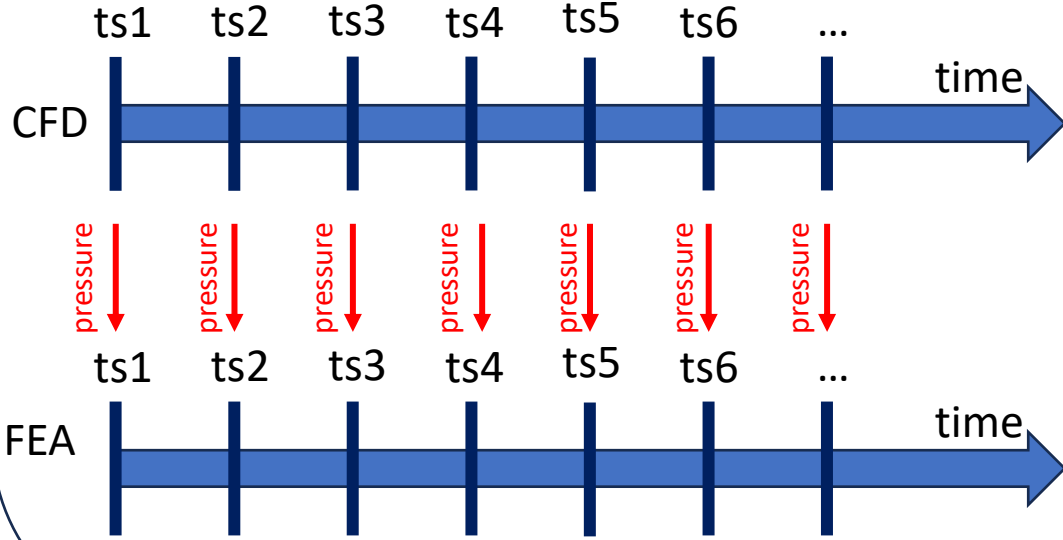 ts1 ts2 ts3 ts4 ts5 ts6 ...
time
CFD
pressure pressure pressure pressure pressure pressure pressure
ts1 ts2 ts3 ts4 ts5 ts6 ...
time
FEA